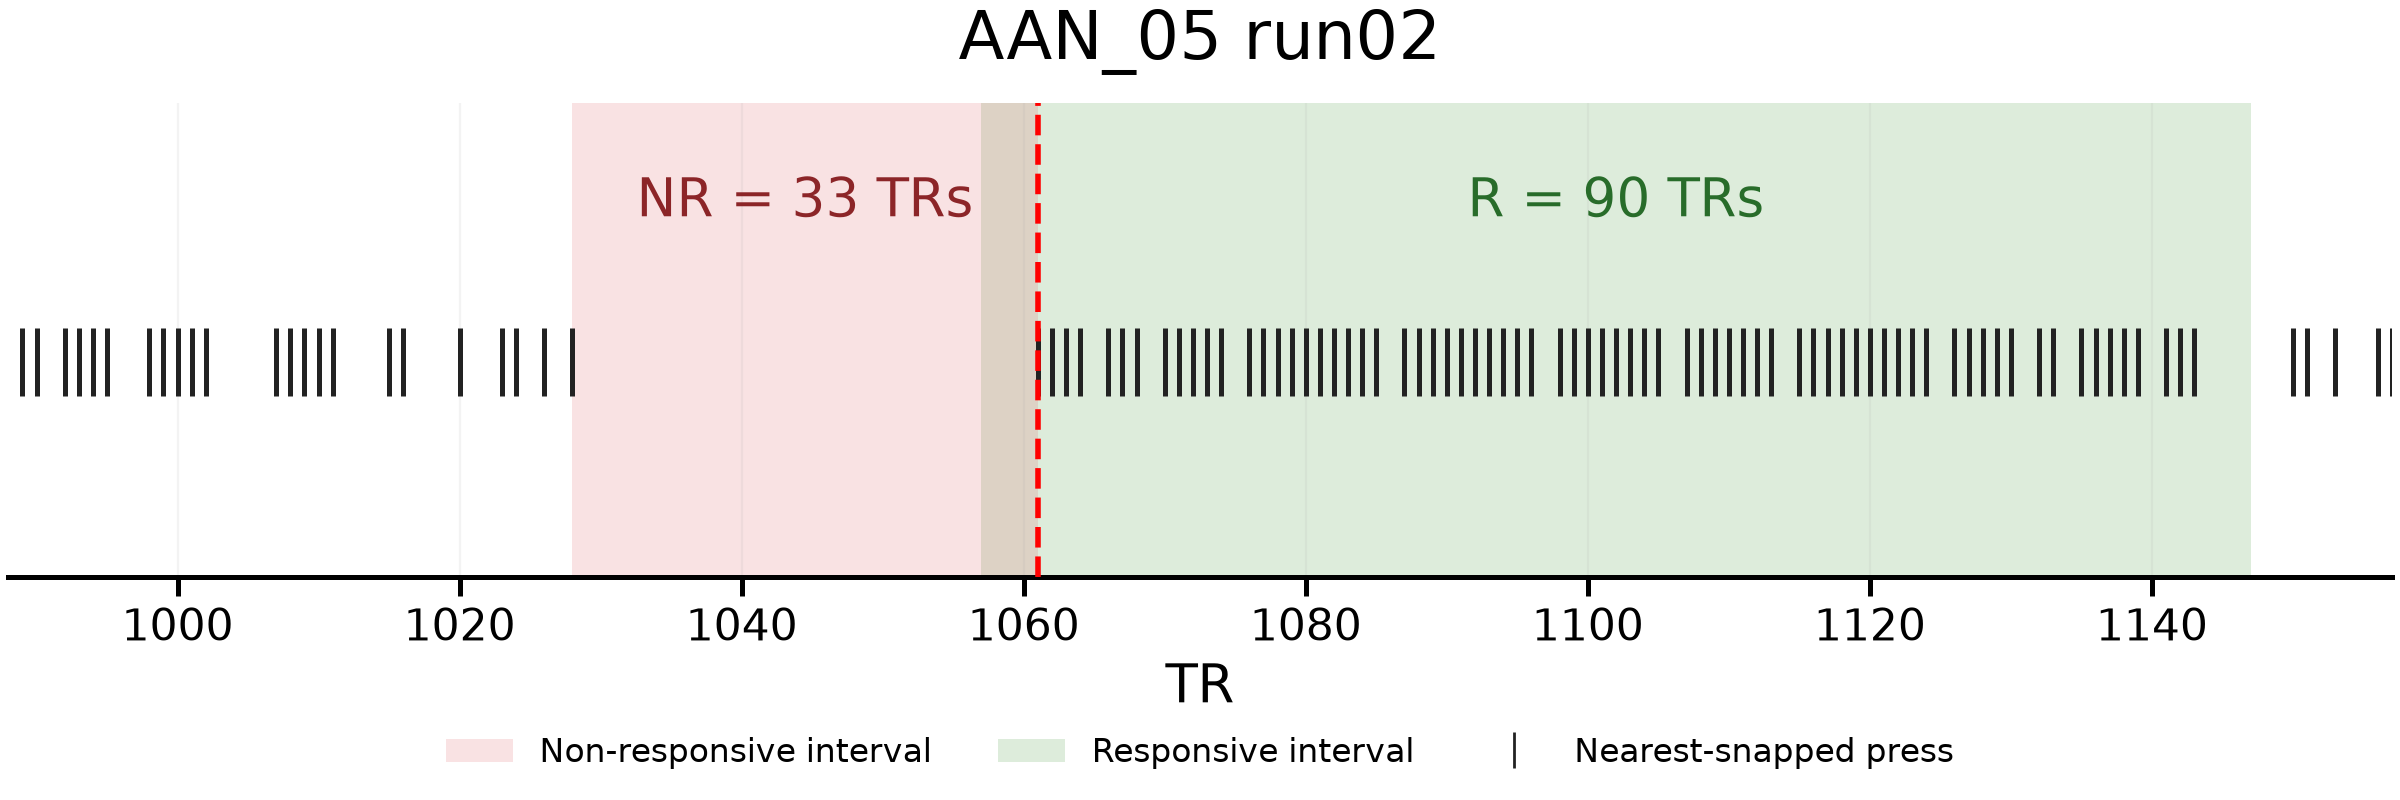 AAN_05 run02
NR = 33 TRs
R = 90 TRs
1000 1020 1040 1060 1080 1100 1120 1140
TR
Non-responsive interval Responsive interval Nearest-snapped press